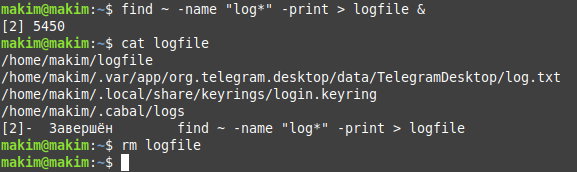 makim@makim:~$ find ~ -name "log*" -print > logfile &
[2] 5450
makim@makim:~$ cat logfile
/home/makim/logfile
/home/makim/.var/app/org.telegram.desktop/data/TelegramDesktop/log.txt
/home/makim/.local/share/keyrings/login.keyring
/home/makim/.cabal/logs
[2]-  Завершён        find ~ -name "log*" -print > logfile
makim@makim:~$ rm logfile
makim@makim:~$